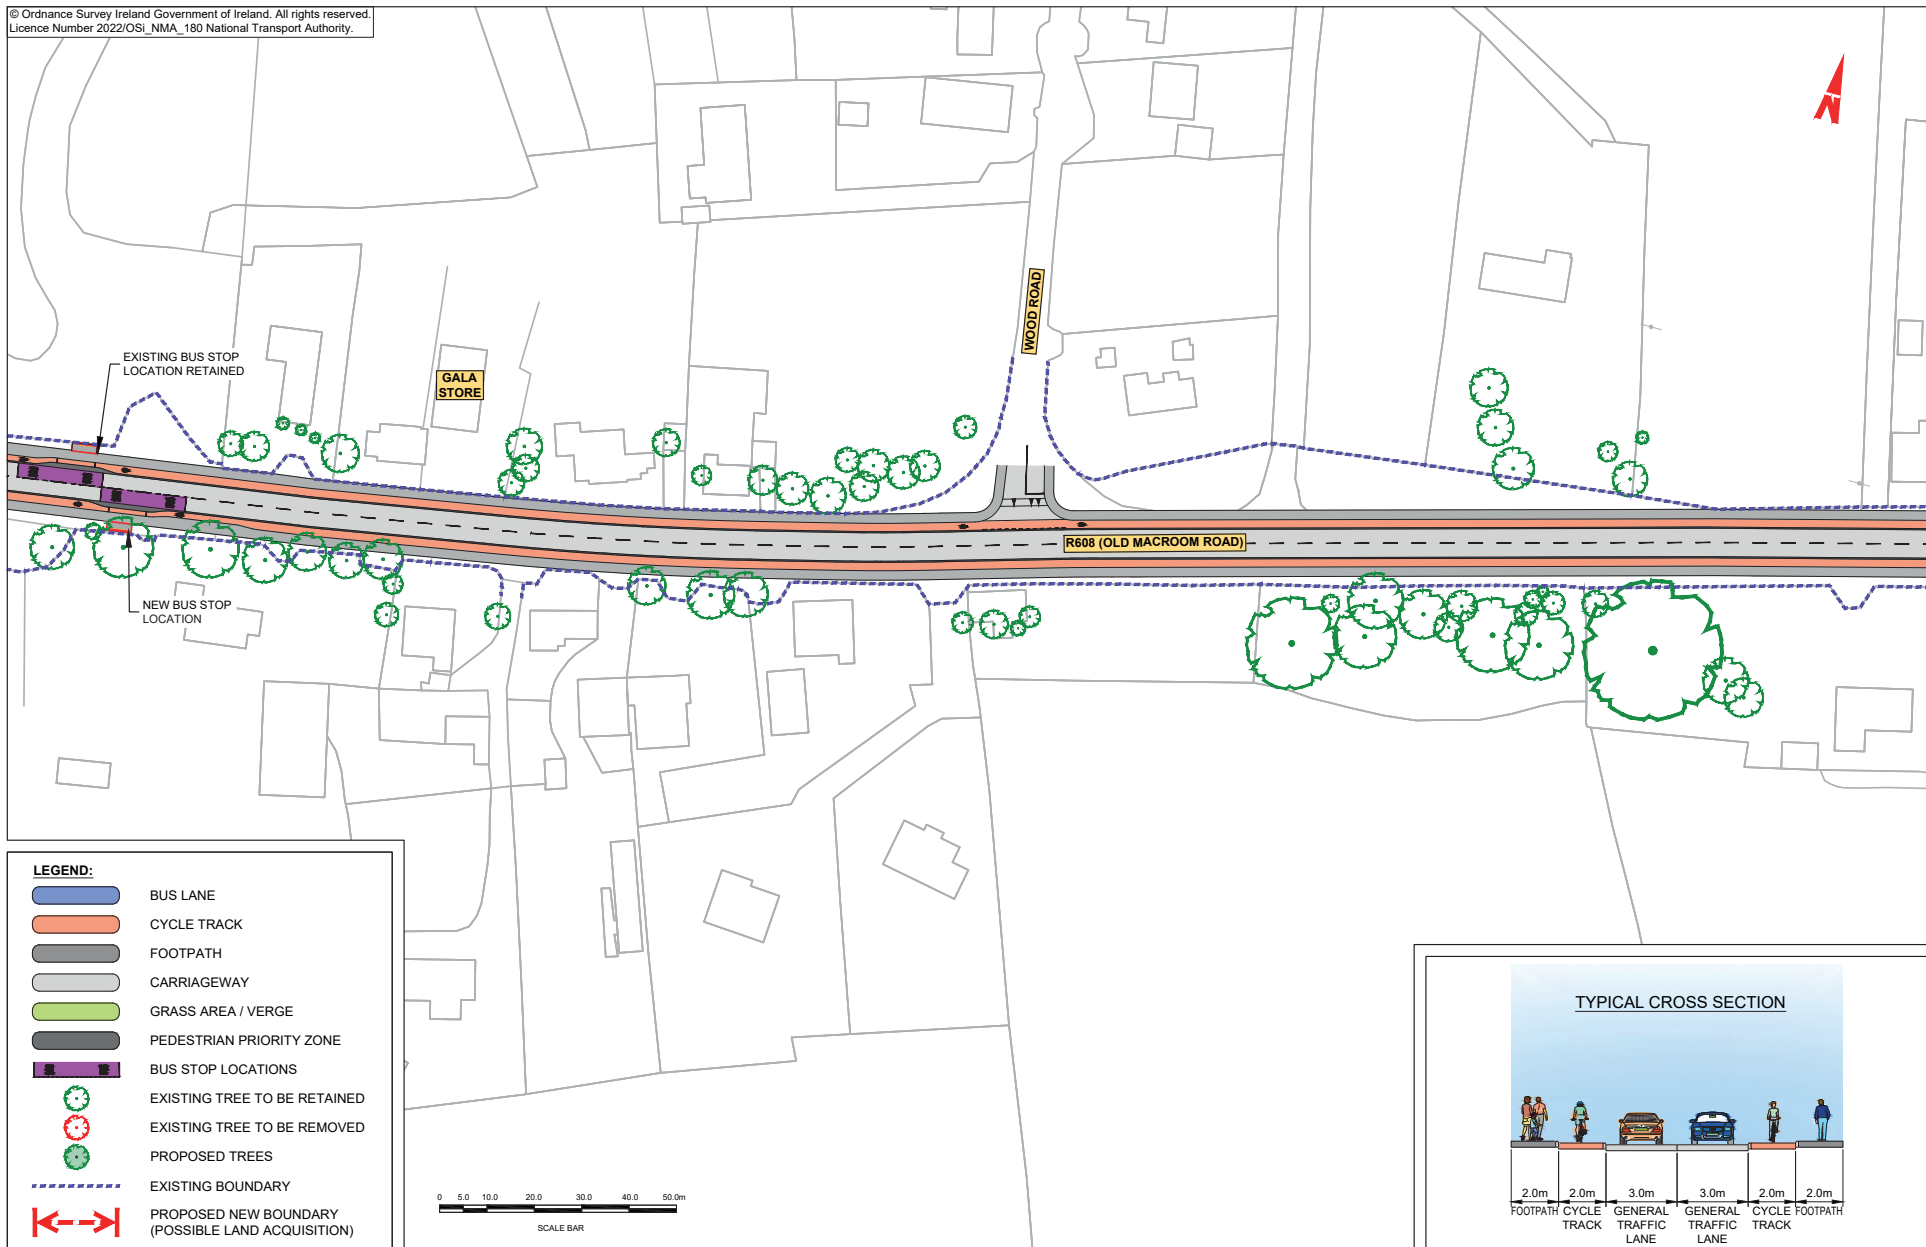 © Ordnance Survey Ireland Government of Ireland. All rights reserved.
Licence Number 2022/OSi_NMA_180 National Transport Authority.
N
WOOD ROAD
EXISTING BUS STOP
LOCATION RETAINED
GALA
STORE
R608 (OLD MACROOM ROAD)
NEW BUS STOP
LOCATION
LEGEND:
BUS LANE
CYCLE TRACK
FOOTPATH
CARRIAGEWAY
GRASS AREA / VERGE
PEDESTRIAN PRIORITY ZONE
BUS STOP LOCATIONS
EXISTING TREE TO BE RETAINED
EXISTING TREE TO BE REMOVED
PROPOSED TREES
EXISTING BOUNDARY
PROPOSED NEW BOUNDARY
(POSSIBLE LAND ACQUISITION)
0 5.0 10.0 20.0 30.0 40.0 50.0m
SCALE BAR
TYPICAL CROSS SECTION
2.0m 2.0m 3.0m 3.0m 2.0m 2.0m
FOOTPATH CYCLE GENERAL GENERAL CYCLE FOOTPATH
TRACK TRAFFIC TRAFFIC TRACK
LANE LANE